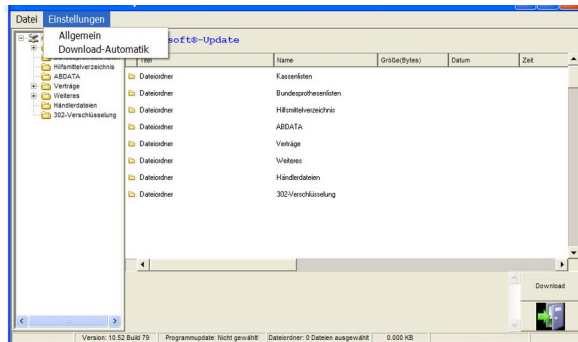 Datei Einstellungen
Allgemein
Download-Automatik
soft®-Update
Hilfsmittelverzeichnis
ABDATA
Verträge
Weiteres
Händlerdateien
302-Verschlüsselung
Titel Name Größe(Bytes) Datum Zeit
Dateiordner Kassenlisten
Dateiordner Bundesprothesenlisten
Dateiordner Hilfsmittelverzeichnis
Dateiordner ABDATA
Dateiordner Verträge
Dateiordner Weiteres
Dateiordner Händlerdateien
Dateiordner 302-Verschlüsselung
Download
Version: 10.52 Build 79 Programmupdate: Nicht gewählt! Dateiordner: 0 Dateien ausgewählt 0.000 KB